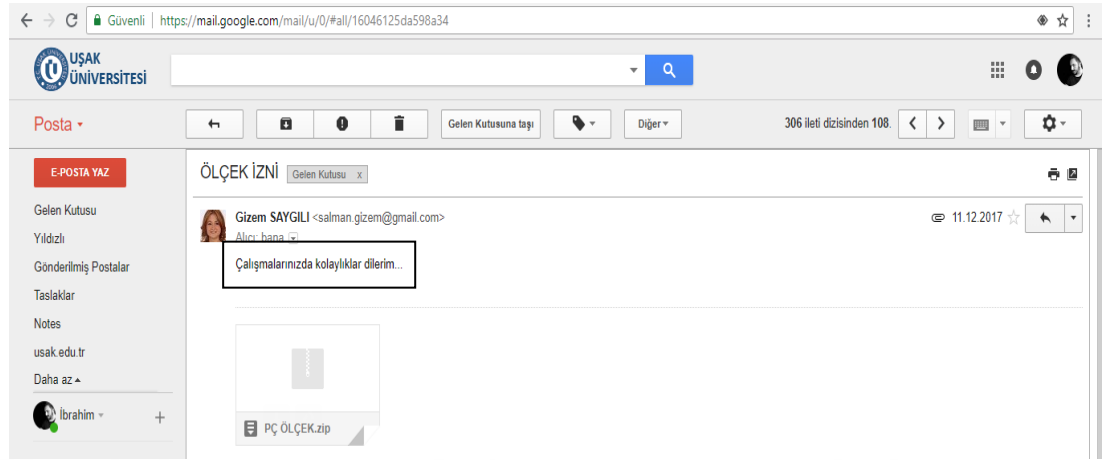 Güvenli | https://mail.google.com/mail/u/0/#all/16046125da598a34
UŞAK
ÜNİVERSİTESİ
Posta
Gelen Kutusuna taşı
Diğer
306 ileti dizisinden 108.
E-POSTA YAZ
ÖLÇEK İZNİ Gelen Kutusu x
Gelen Kutusu
Gizem SAYGILI <salman.gizem@gmail.com>
11.12.2017
Yıldızlı
Alıcı: bana
Gönderilmiş Postalar
Çalışmalarınızda kolaylıklar dilerim...
Taslaklar
Notes
usak.edu.tr
Daha az
İbrahim
PÇ ÖLÇEK.zip